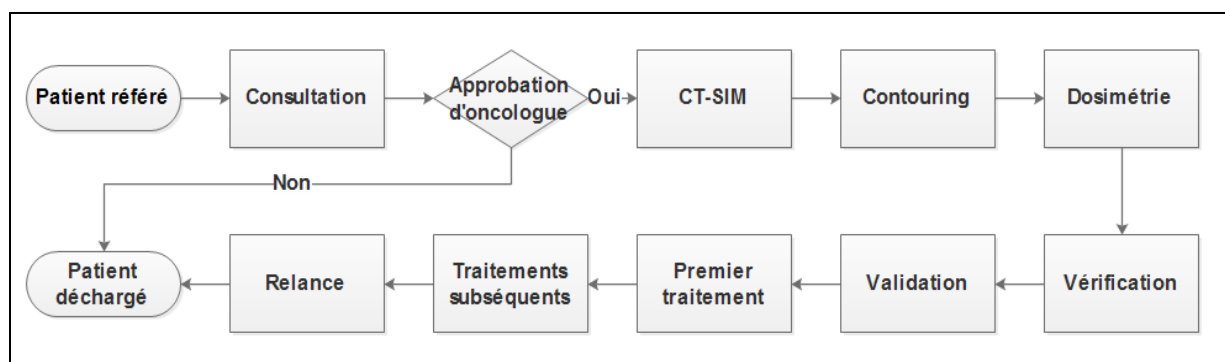 Patient référé
Consultation
Approbation
d'oncologue
Oui
CT-SIM
Contouring
Dosimétrie
Non
Patient
déchargé
Relance
Traitements
subséquents
Premier
traitement
Validation
Vérification